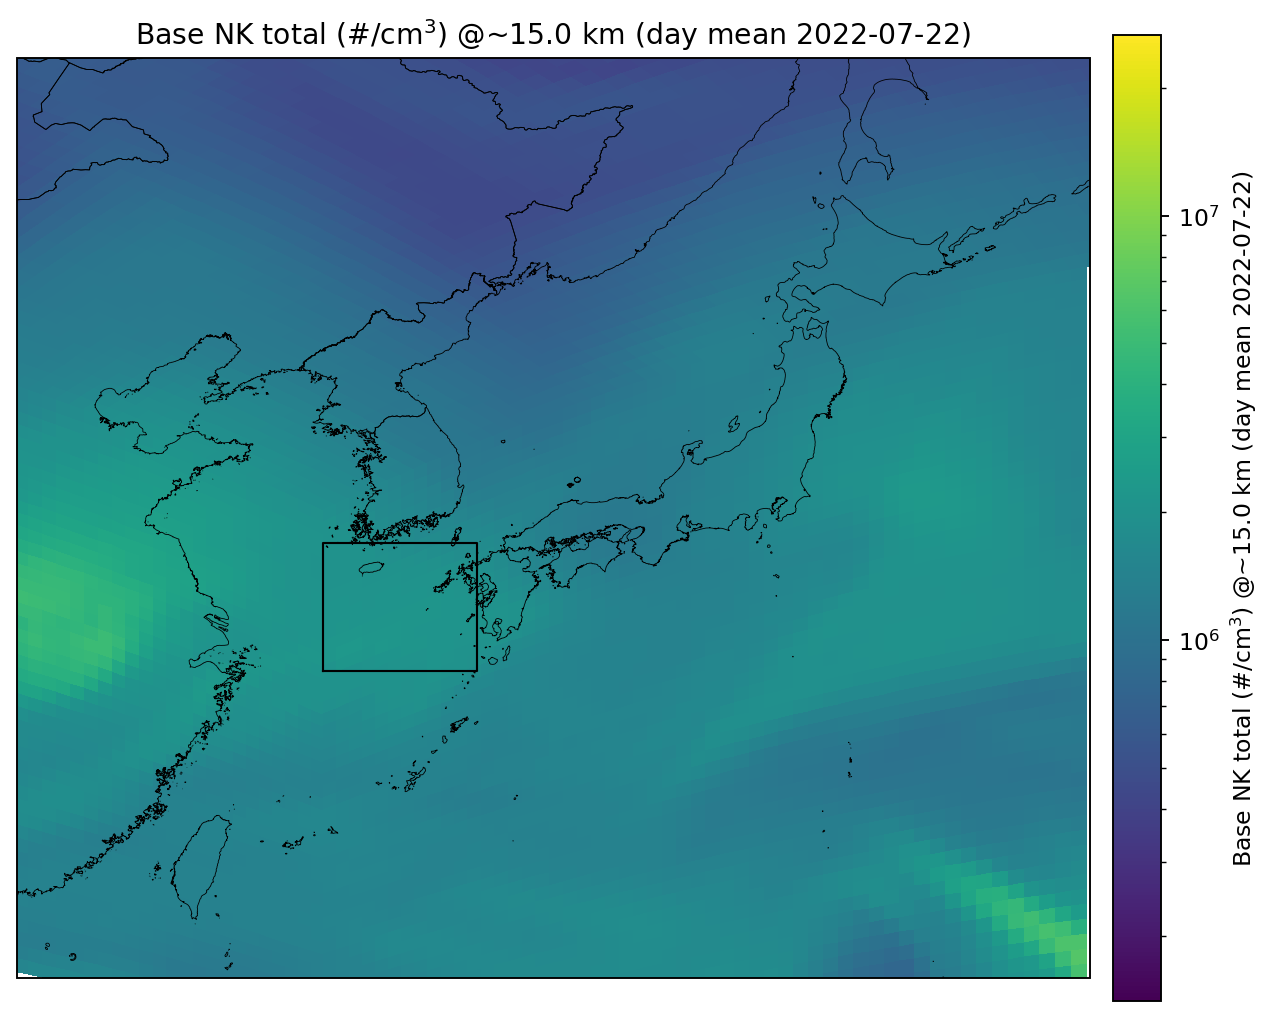 Base NK total (#/cm³) @~15.0 km (day mean 2022-07-22)
10⁷
10⁶
Base NK total (#/cm³) @~15.0 km (day mean 2022-07-22)